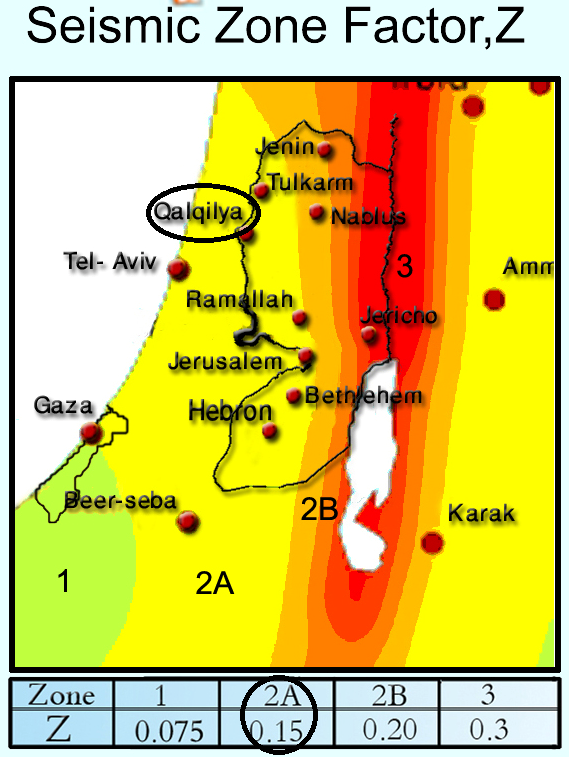 Seismic Zone Factor,Z
Jenin
Tulkarm
Qalqilya
Nablus
Tel- Aviv
3
Amm
Ramallah
Jericho
Jerusalem
Bethlehem
Gaza
Hebron
Beer-seba
2B
Karak
1
2A
Zone 1 2A 2B 3
Z 0.075 0.15 0.20 0.3